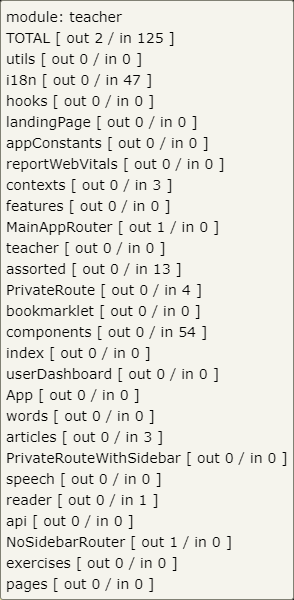 module: teacher
TOTAL [ out 2 / in 125 ]
utils [ out 0 / in 0 ]
i18n [ out 0 / in 47 ]
hooks [ out 0 / in 0 ]
landingPage [ out 0 / in 0 ]
appConstants [ out 0 / in 0 ]
reportWebVitals [ out 0 / in 0 ]
contexts [ out 0 / in 3 ]
features [ out 0 / in 0 ]
MainAppRouter [ out 1 / in 0 ]
teacher [ out 0 / in 0 ]
assorted [ out 0 / in 13 ]
PrivateRoute [ out 0 / in 4 ]
bookmarklet [ out 0 / in 0 ]
components [ out 0 / in 54 ]
index [ out 0 / in 0 ]
userDashboard [ out 0 / in 0 ]
App [ out 0 / in 0 ]
words [ out 0 / in 0 ]
articles [ out 0 / in 3 ]
PrivateRouteWithSidebar [ out 0 / in 0 ]
speech [ out 0 / in 0 ]
reader [ out 0 / in 1 ]
api [ out 0 / in 0 ]
NoSidebarRouter [ out 1 / in 0 ]
exercises [ out 0 / in 0 ]
pages [ out 0 / in 0 ]